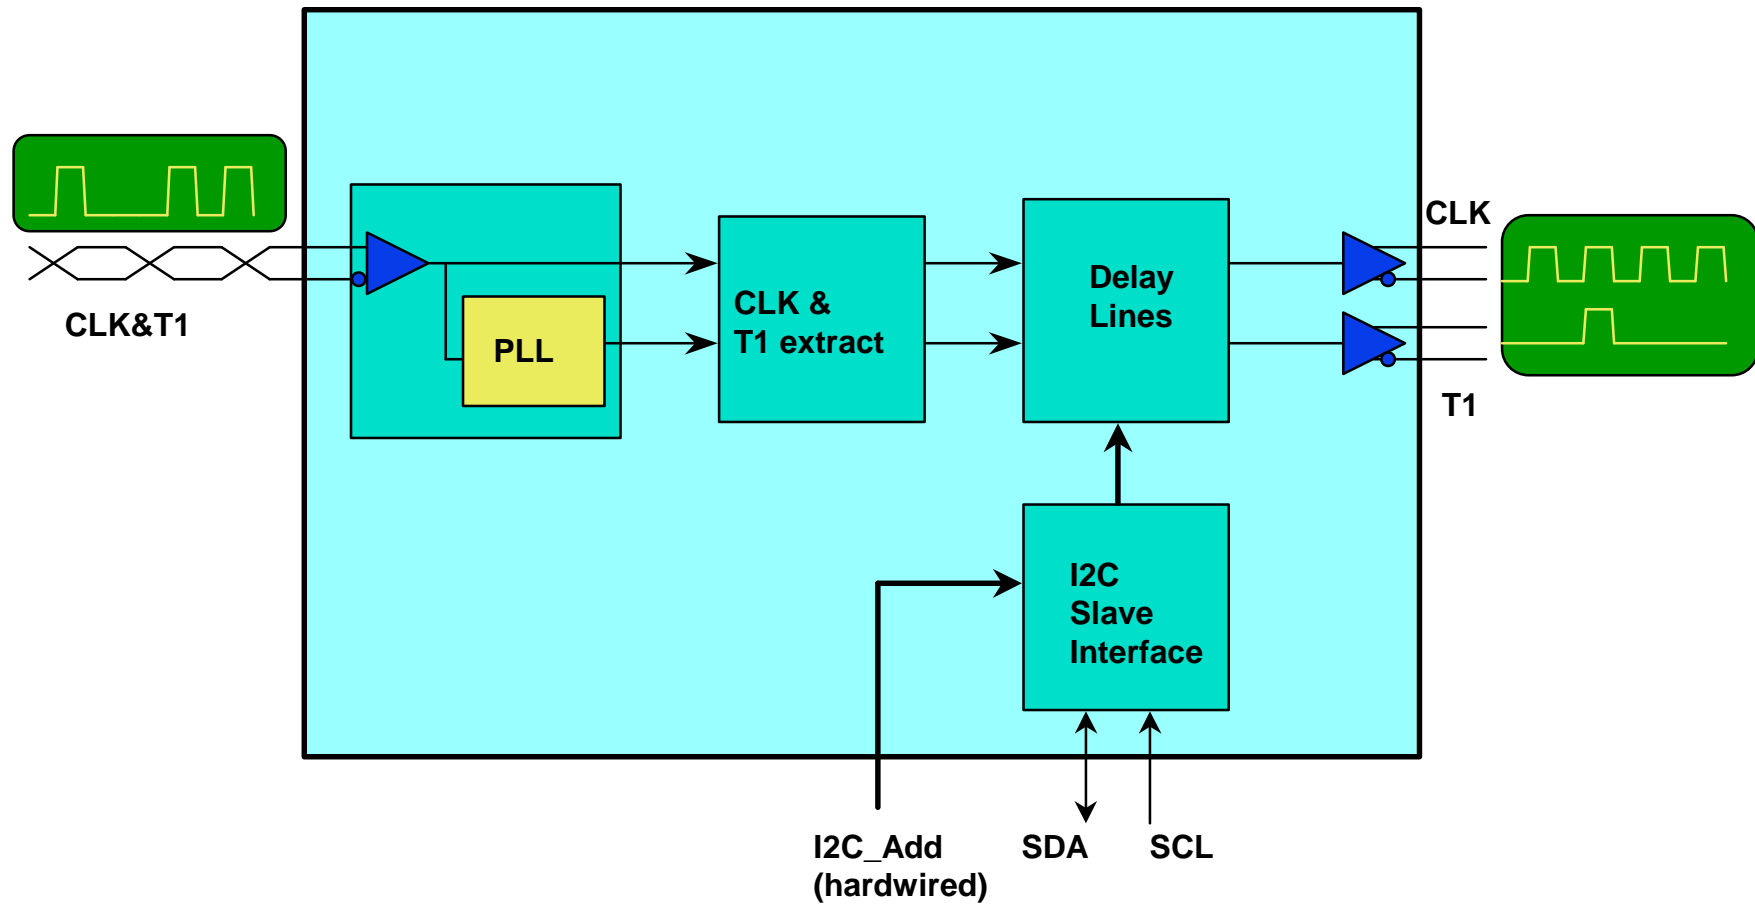 CLK&T1
PLL
CLK &
T1 extract
Delay
Lines
CLK
T1
I2C
Slave
Interface
I2C_Add
(hardwired)
SDA
SCL